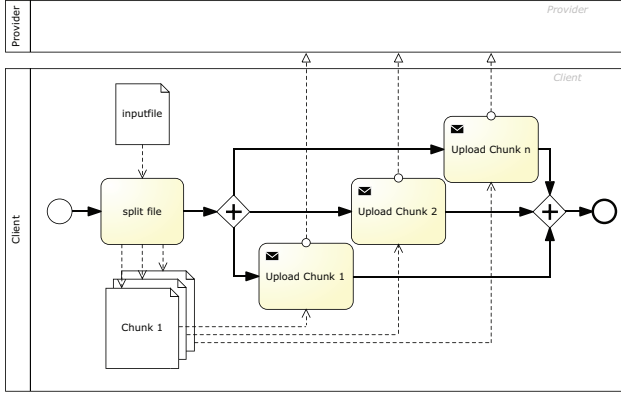 Provider
Provider
Client
Client
inputfile
Upload Chunk n
split file
Upload Chunk 2
Upload Chunk 1
Chunk 1